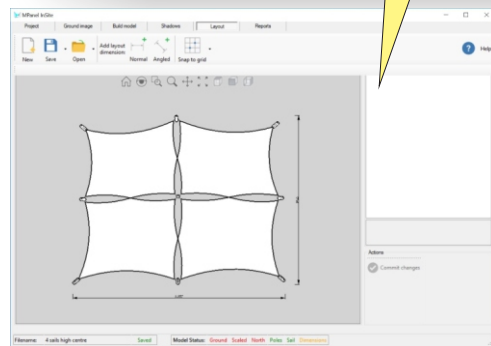 MPanel InSite
Project Ground image Build model Shadows Layout Reports
New Save Open Add layout dimension: Normal Angled Snap to grid Help
2
Actions
Commit changes
Filename: 4 sails high centre Saved Model Status: Ground Scaled North Poles Sail Dimensions